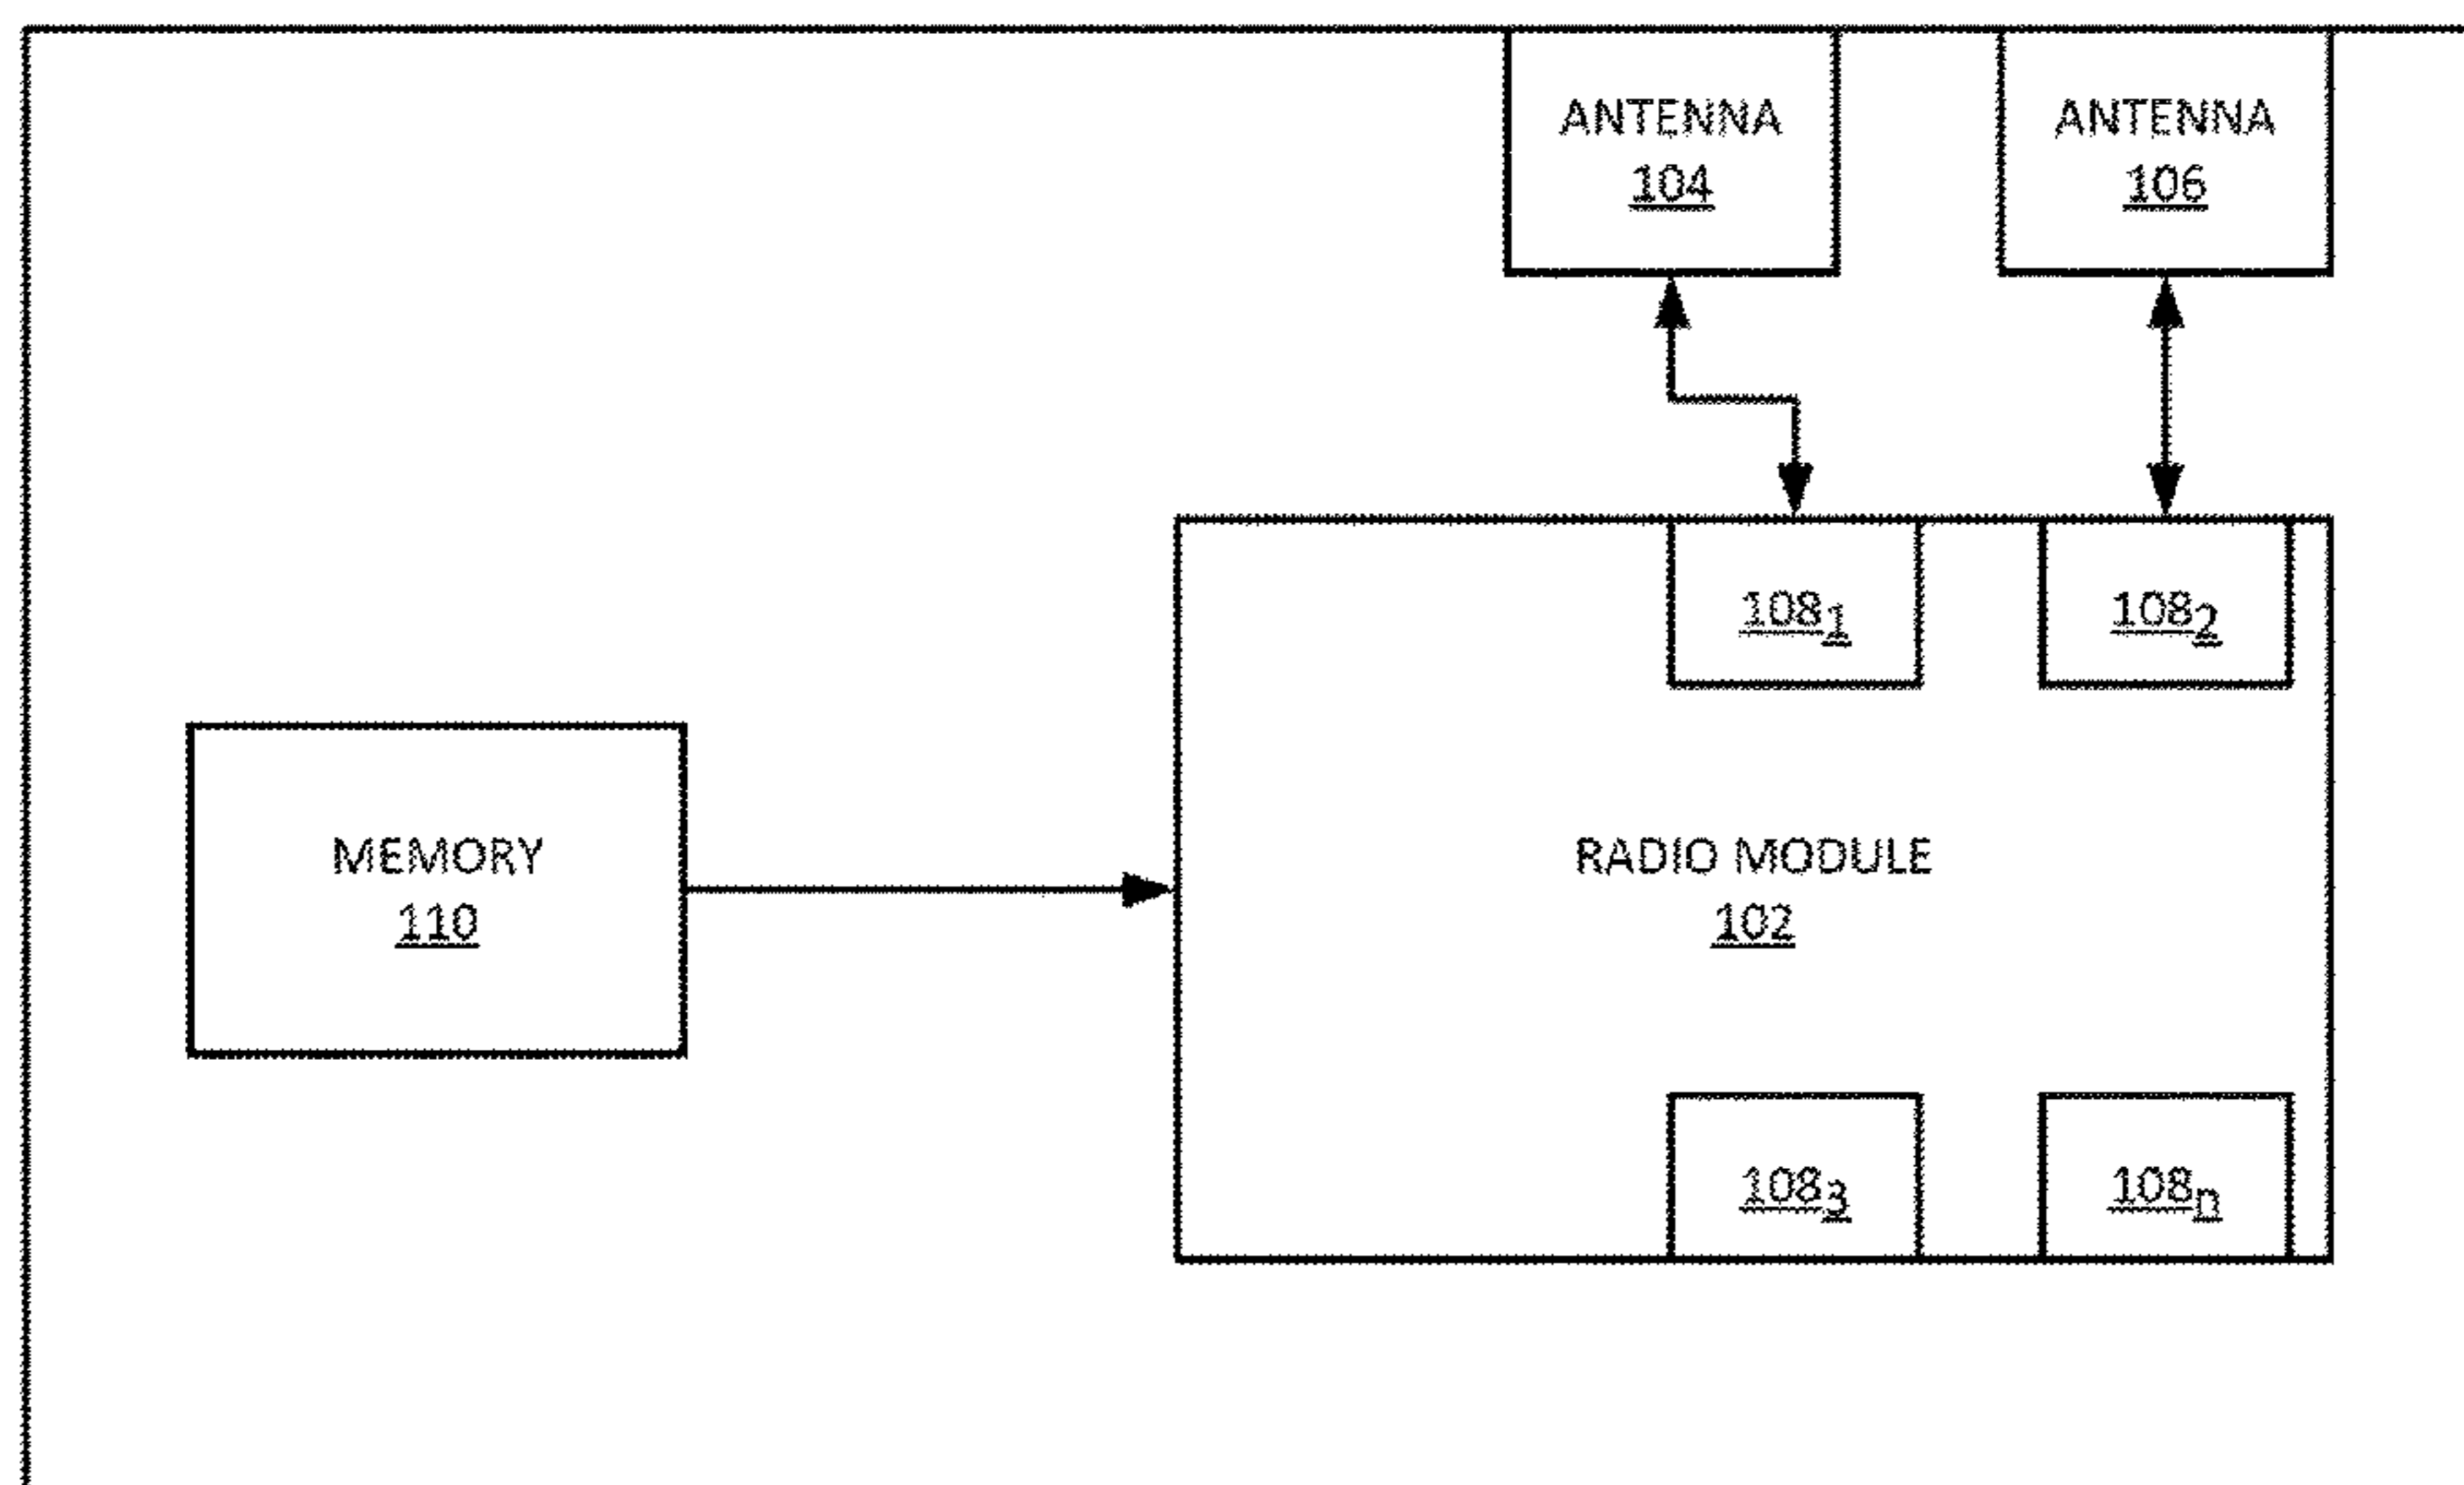 ANTENNA
104
ANTENNA
106
108₁
108₂
MEMORY
110
RADIO MODULE
102
108₃
108ₙ